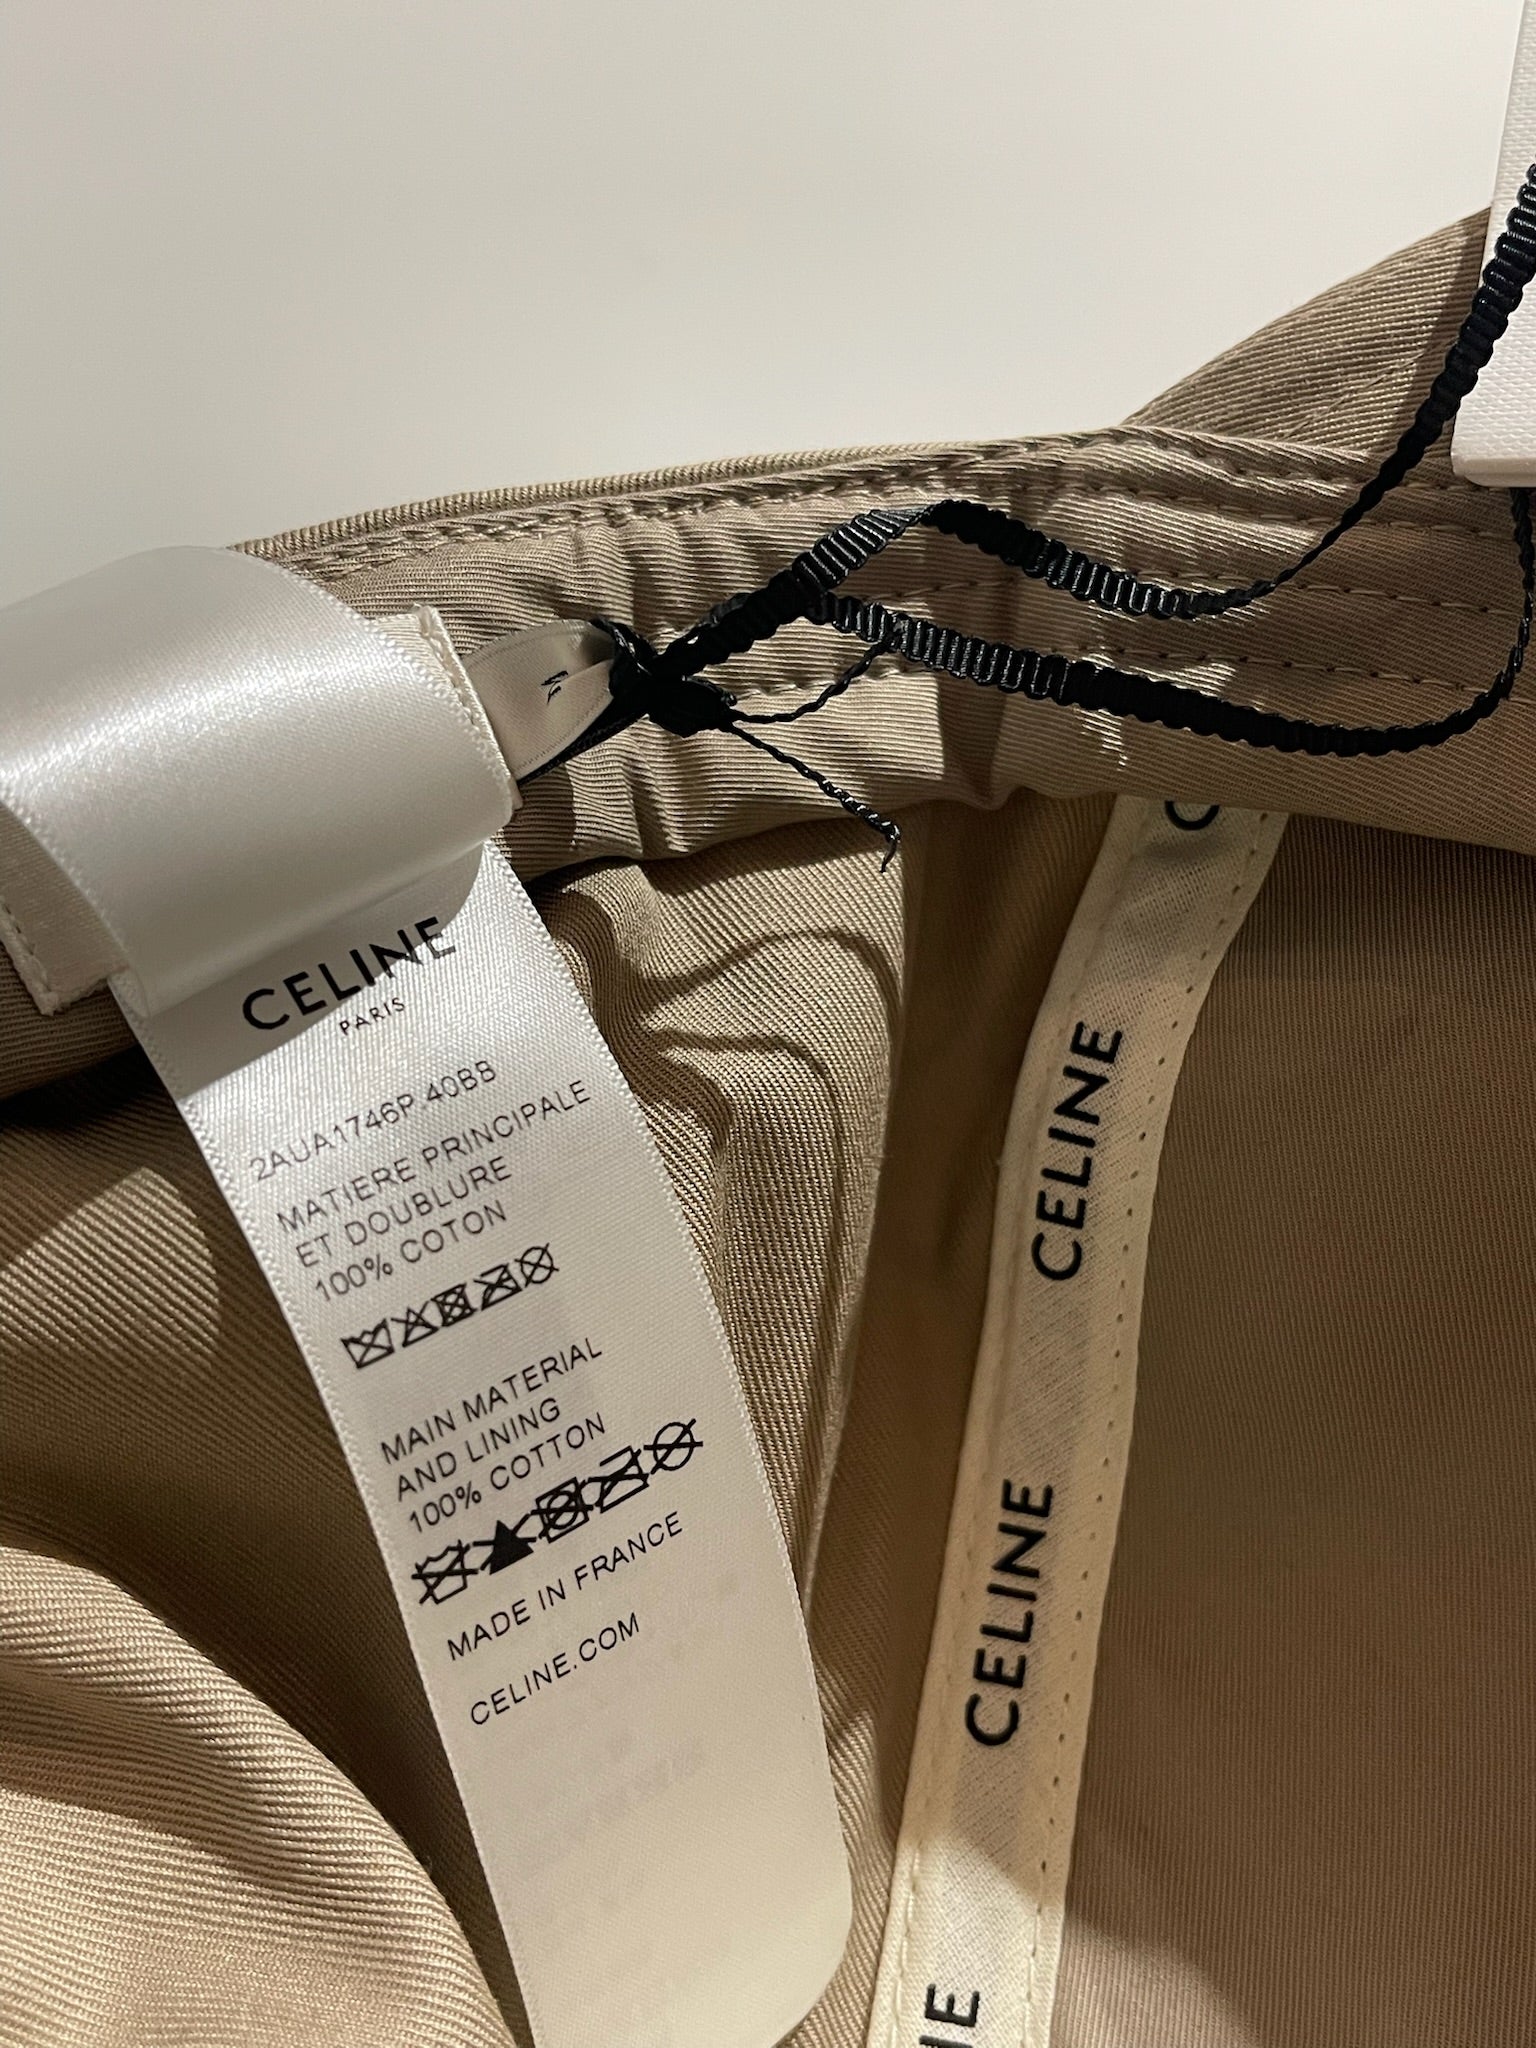 CELINE
PARIS
2AUA1746P.40BB
MATIERE PRINCIPALE
ET DOUBLURE
100% COTON
MAIN MATERIAL
AND LINING
100% COTTON
MADE IN FRANCE
CELINE.COM
C
CELINE
CELINE
NE